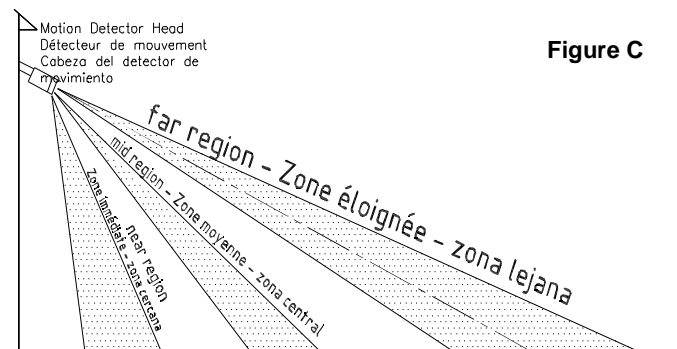 Motion Detector Head
Détecteur de mouvement
Cabeza del detector de
movimiento
Figure C
far region - Zone éloignée - zona lejana
mid region - Zone moyenne - zona central
near region
Zone immédiate - zona cercana